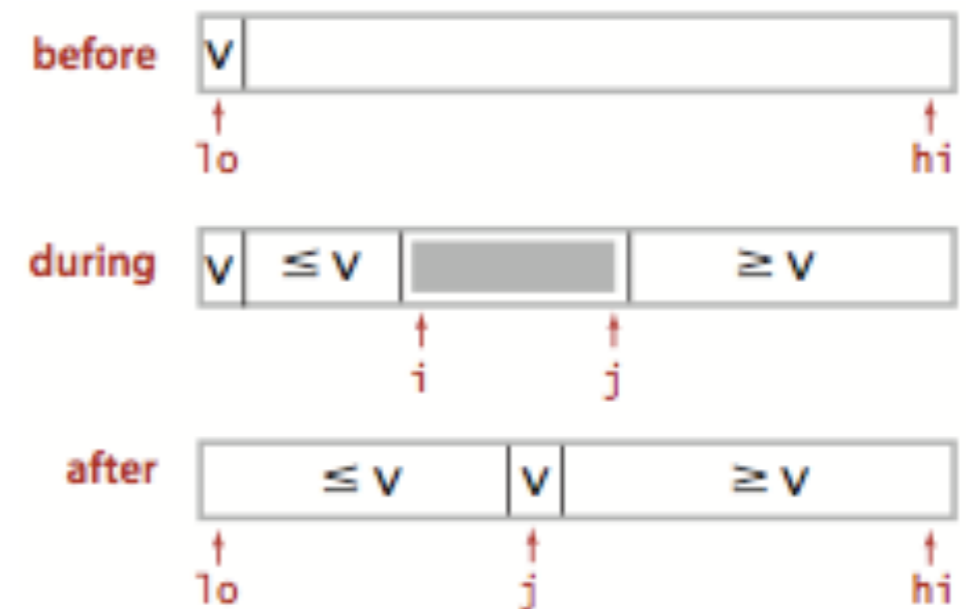 before v
lo hi
during v ≤ v ≥ v
i j
after ≤ v v ≥ v
lo j hi